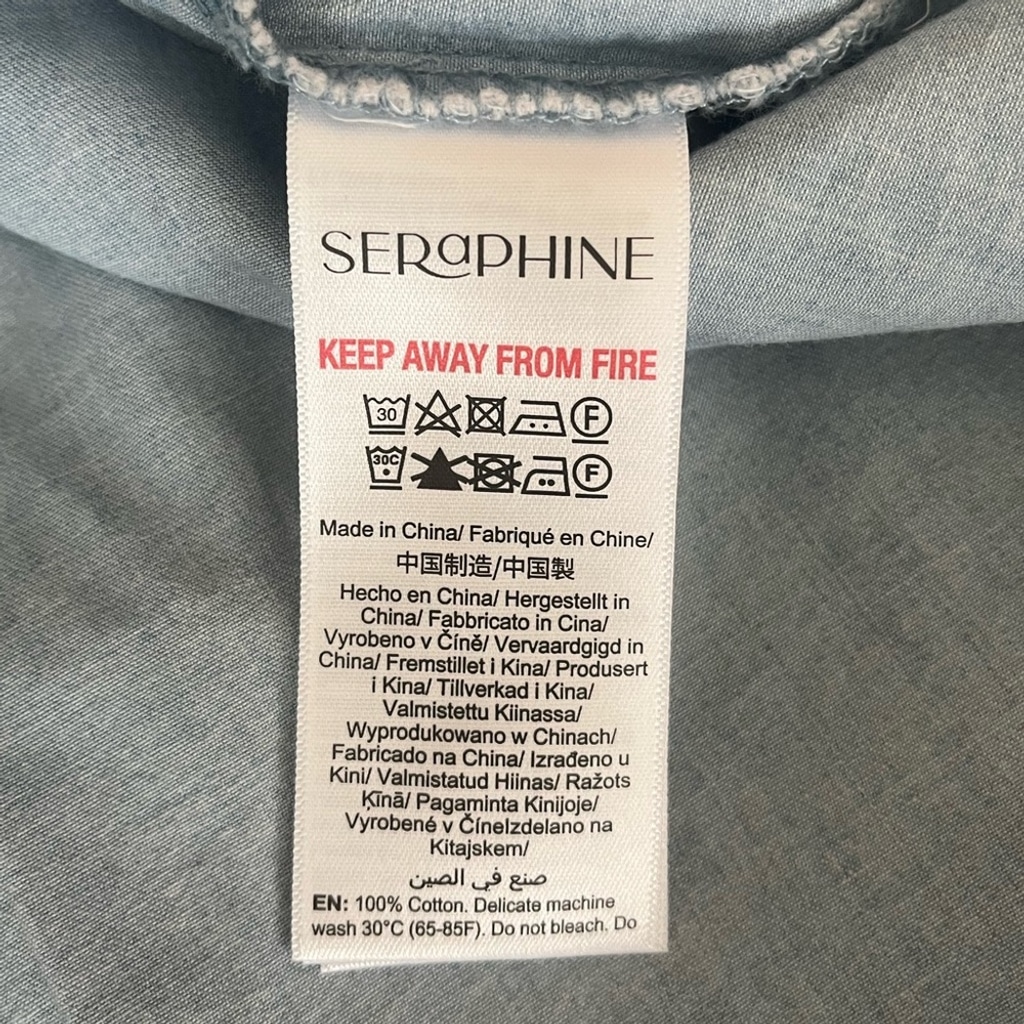 SERaPHINE
KEEP AWAY FROM FIRE
30 F
30C F
Made in China/ Fabriqué en Chine/
中国制造/中国製
Hecho en China/ Hergestellt in
China/ Fabbricato in Cina/
Vyrobeno v Číně/ Vervaardgigd in
China/ Fremstillet i Kina/ Produsert
i Kina/ Tillverkad i Kina/
Valmistettu Kiinassa/
Wyprodukowano w Chinach/
Fabricado na China/ Izrađeno u
Kini/ Valmistatud Hiinas/ Ražots
Ķīnā/ Pagaminta Kinijoje/
Vyrobené v ČíneIzdelano na
Kitajskem/
صنع في الصين
EN: 100% Cotton. Delicate machine
wash 30°C (65-85F). Do not bleach. Do